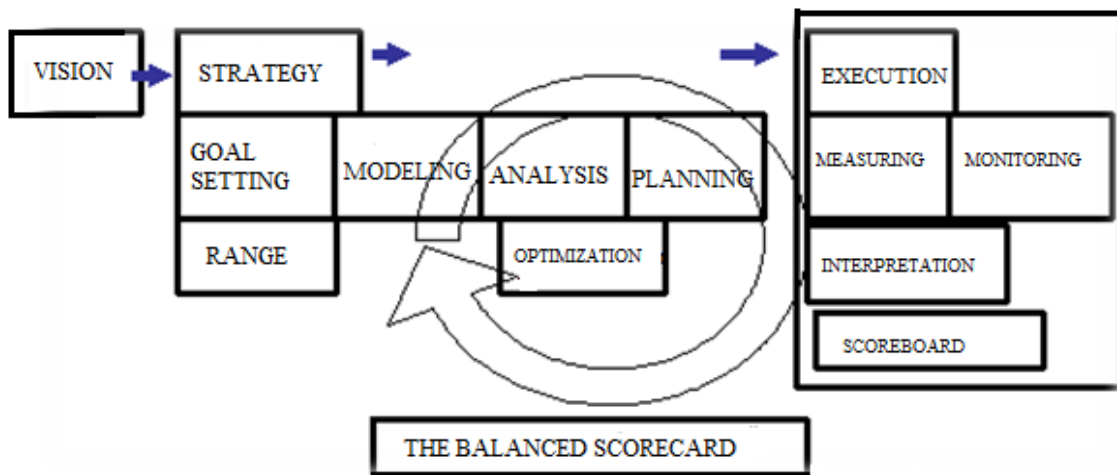 VISION
STRATEGY
EXECUTION
GOAL
SETTING
MODELING
ANALYSIS
PLANNING
MEASURING
MONITORING
RANGE
OPTIMIZATION
INTERPRETATION
SCOREBOARD
THE BALANCED SCORECARD